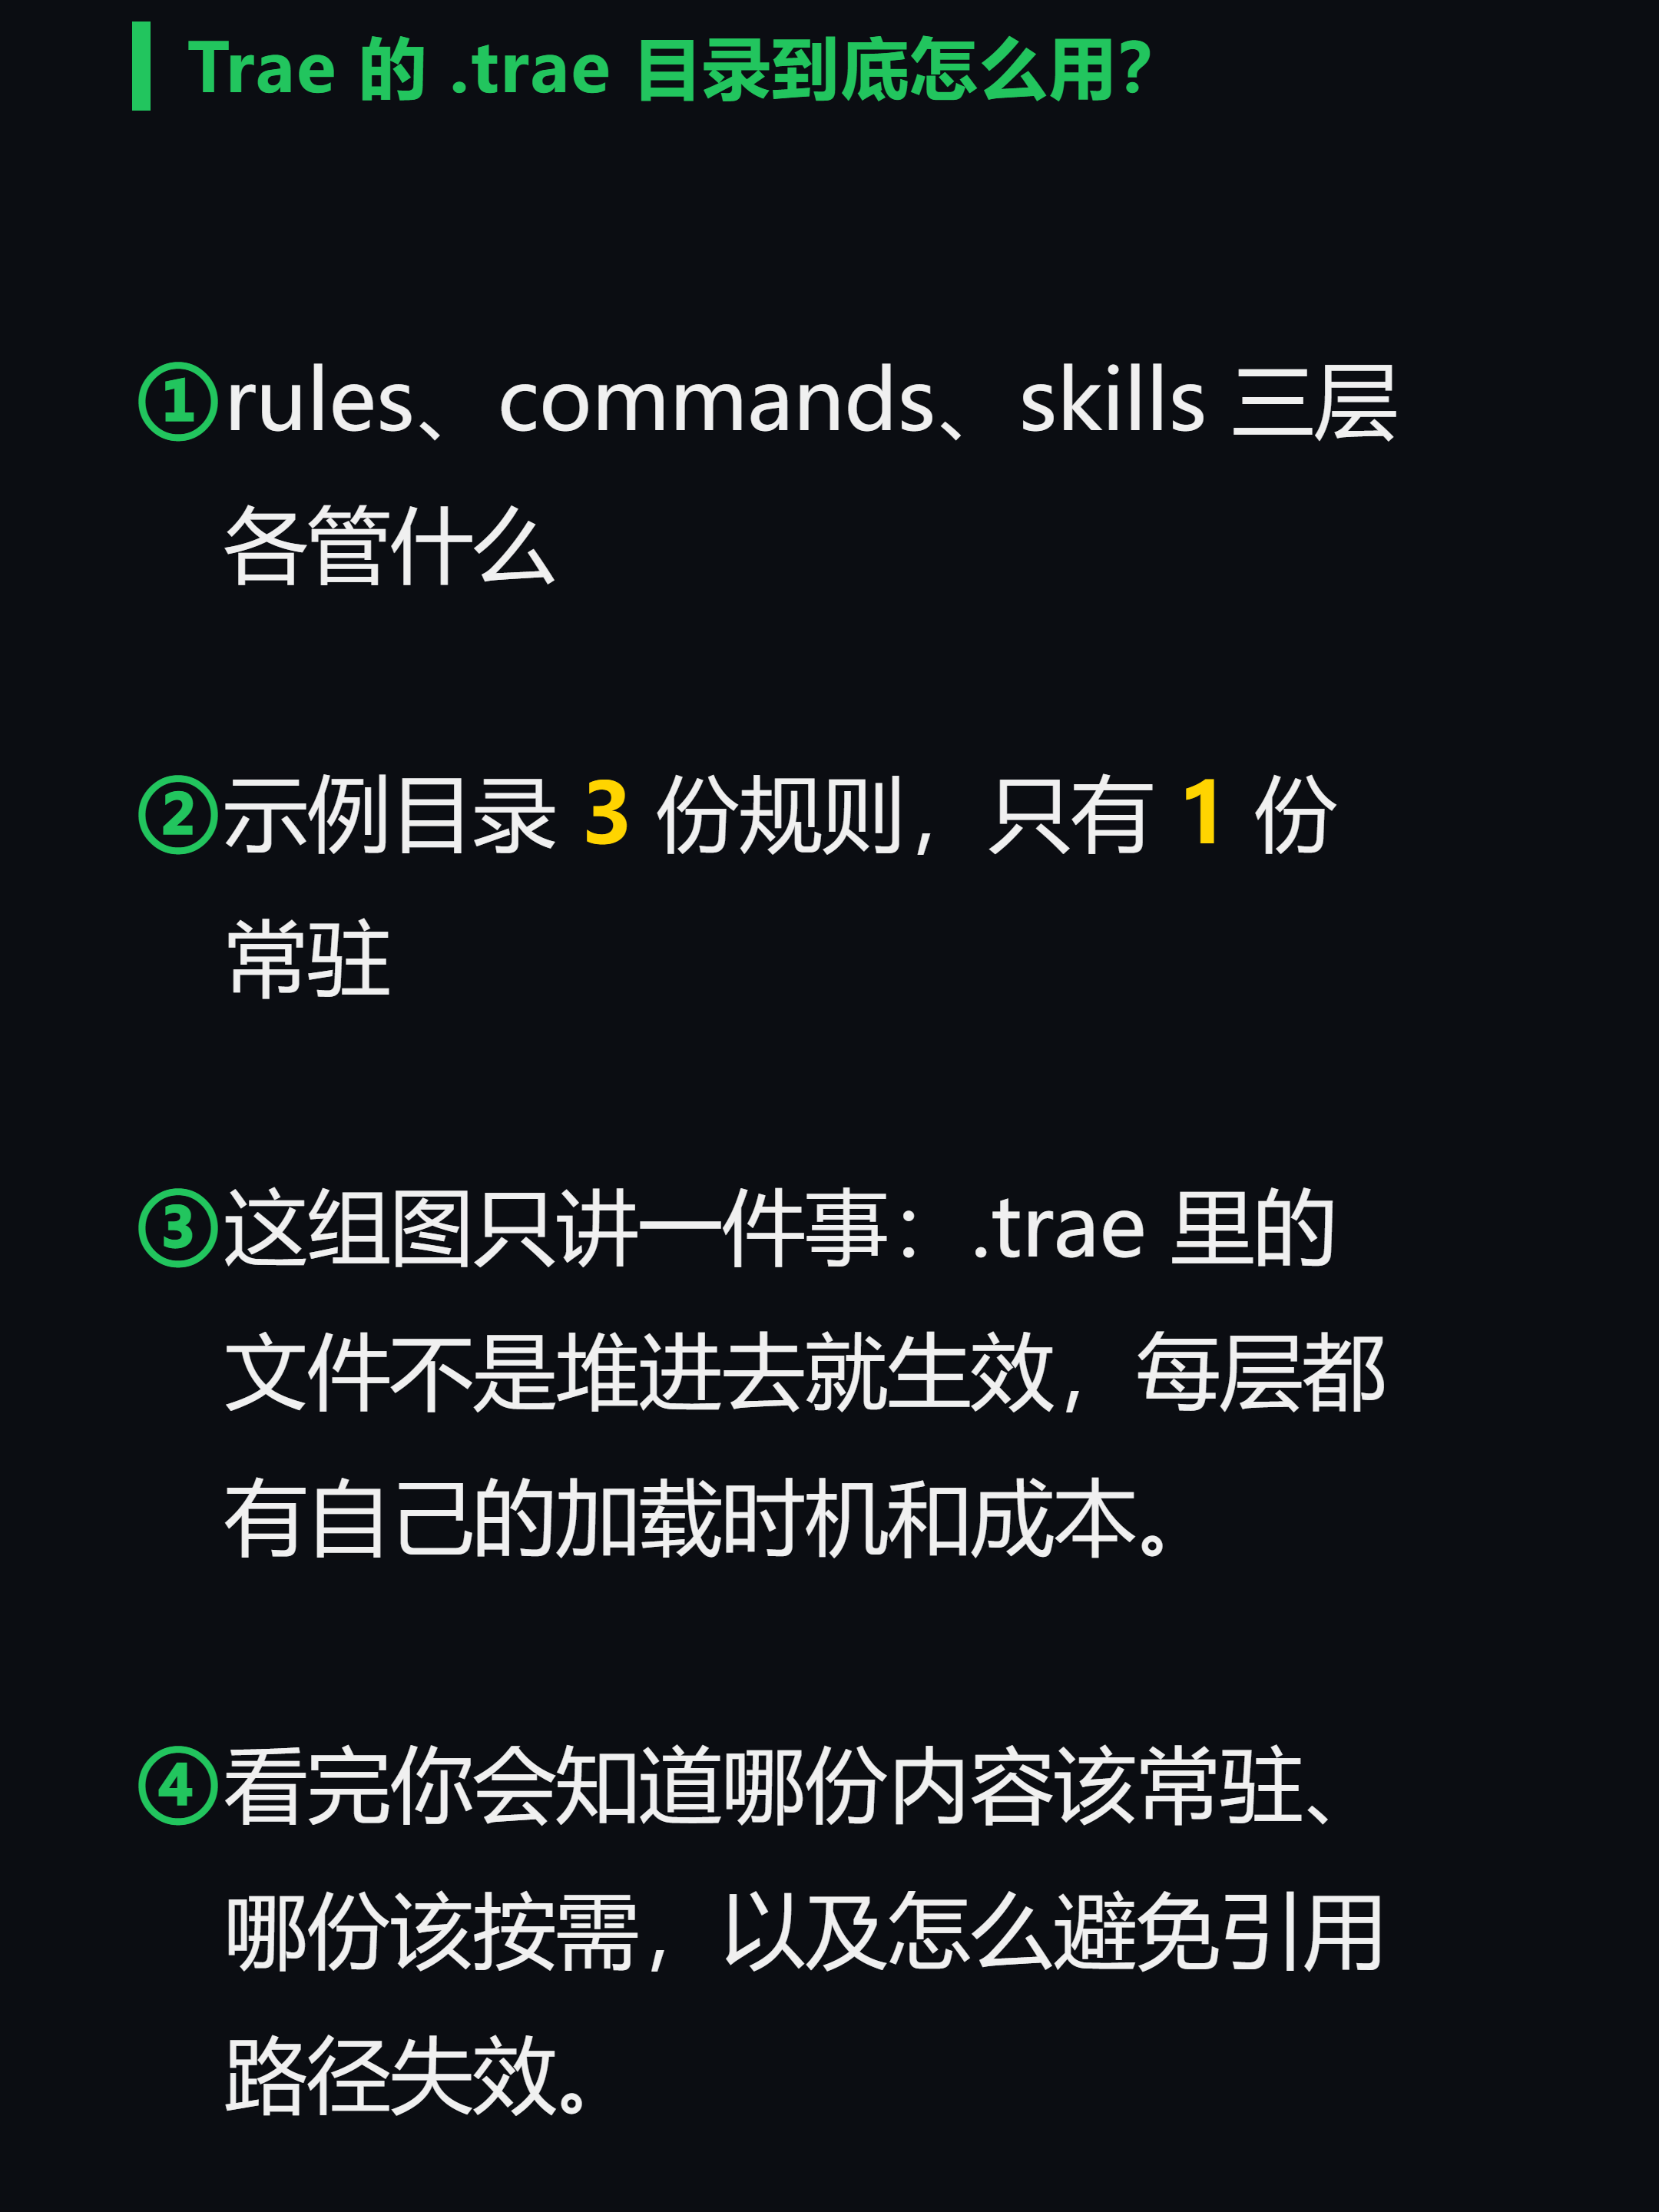 Trae 的 .trae 目录到底怎么用？
①rules、commands、skills 三层
各管什么
②示例目录 3 份规则，只有 1 份
常驻
③这组图只讲一件事：.trae 里的
文件不是堆进去就生效，每层都
有自己的加载时机和成本。
④看完你会知道哪份内容该常驻、
哪份该按需，以及怎么避免引用
路径失效。